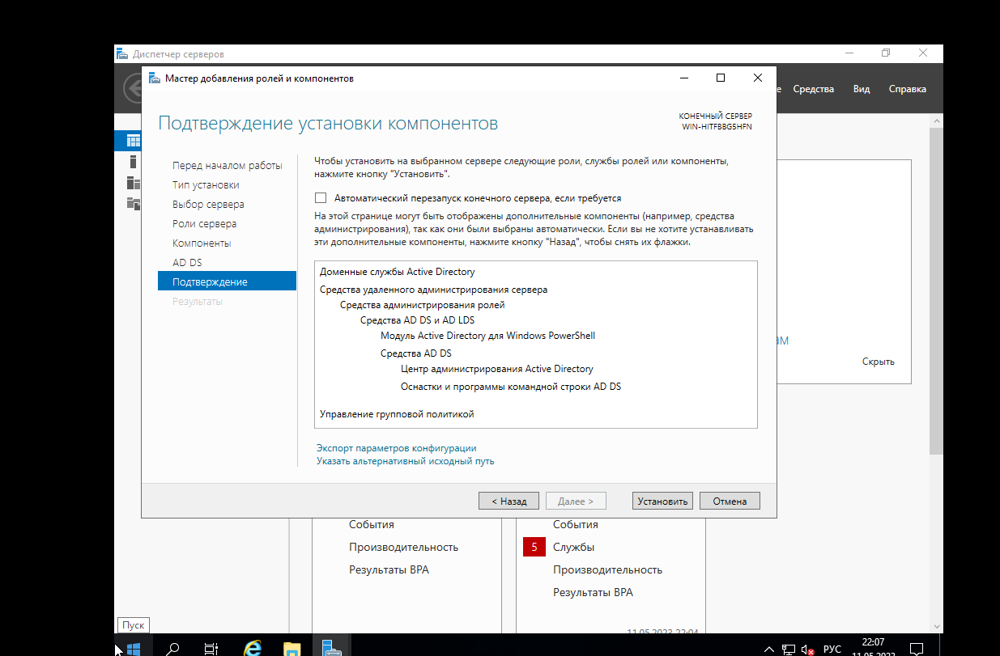 Диспетчер серверов
Мастер добавления ролей и компонентов
Средства Вид Справка
Подтверждение установки компонентов
КОНЕЧНЫЙ СЕРВЕР
WIN-HITFBBG5HFN
Перед началом работы
Тип установки
Выбор сервера
Роли сервера
Компоненты
AD DS
Подтверждение
Результаты
Чтобы установить на выбранном сервере следующие роли, службы ролей или компоненты,
нажмите кнопку "Установить".
Автоматический перезапуск конечного сервера, если требуется
На этой странице могут быть отображены дополнительные компоненты (например, средства
администрирования), так как они были выбраны автоматически. Если вы не хотите устанавливать
эти дополнительные компоненты, нажмите кнопку "Назад", чтобы снять их флажки.
Доменные службы Active Directory
Средства удаленного администрирования сервера
Средства администрирования ролей
Средства AD DS и AD LDS
Модуль Active Directory для Windows PowerShell
Средства AD DS
Центр администрирования Active Directory
Оснастки и программы командной строки AD DS
Управление групповой политикой
Экспорт параметров конфигурации
Указать альтернативный исходный путь
< Назад Далее > Установить Отмена
Скрыть
События
Производительность
Результаты BPA
События
5 Службы
Производительность
Результаты BPA
11.05.2023 22:04
Пуск
РУС
22:07
11.05.2023